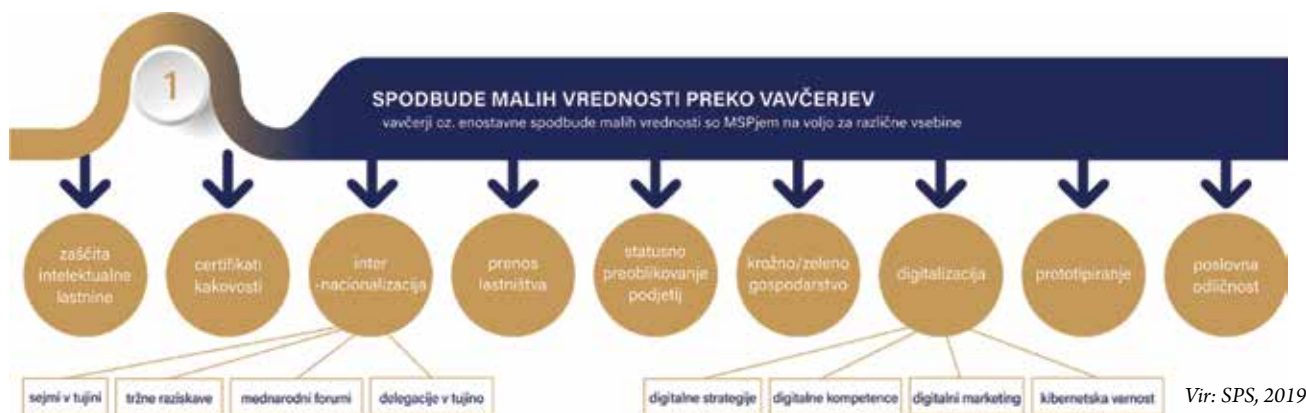 1
SPODBUDE MALIH VREDNOSTI PREKO VAVČERJEV
vavčerji oz. enostavne spodbude malih vrednosti so MSPjem na voljo za različne vsebine
zaščita
intelektualne
lastnine
certifikati
kakovosti
inter
-nacionalizacija
prenos
lastništva
statusno
preoblikovanje
podjetij
krožno/zeleno
gospodarstvo
digitalizacija
prototipiranje
poslovna
odličnost
sejmi v tujini
tržne raziskave
mednarodni forumi
delegacije v tujino
digitalne strategije
digitalne kompetence
digitalni marketing
kibernetska varnost
Vir: SPS, 2019